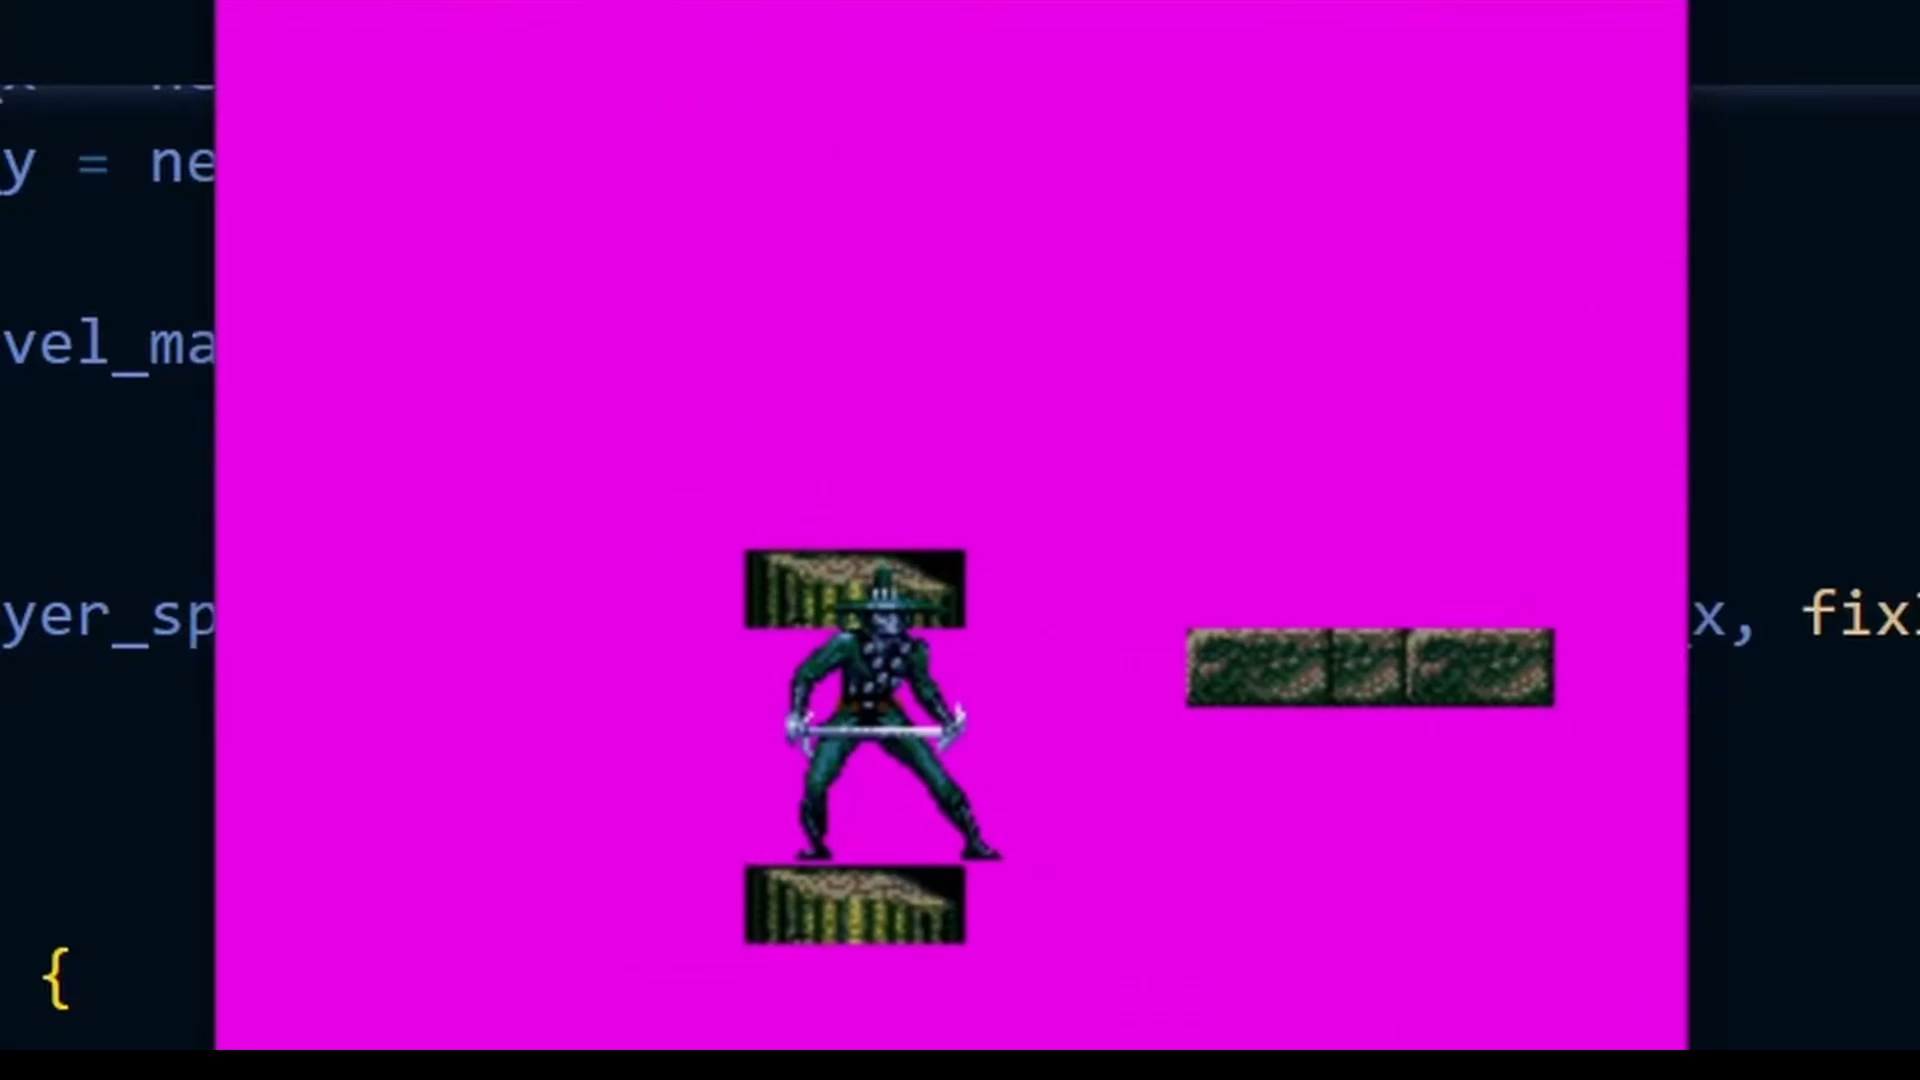 y = ne
vel_ma
yer_sp x, fix
{